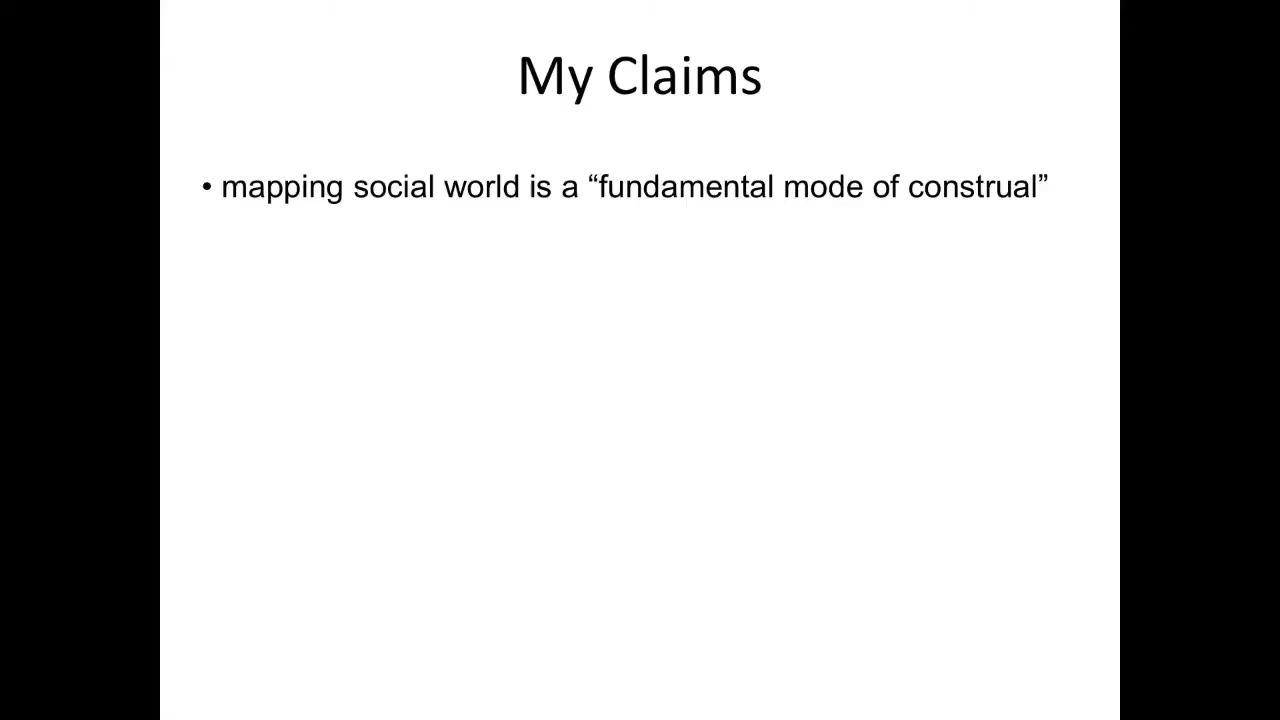 My Claims
• mapping social world is a “fundamental mode of construal”